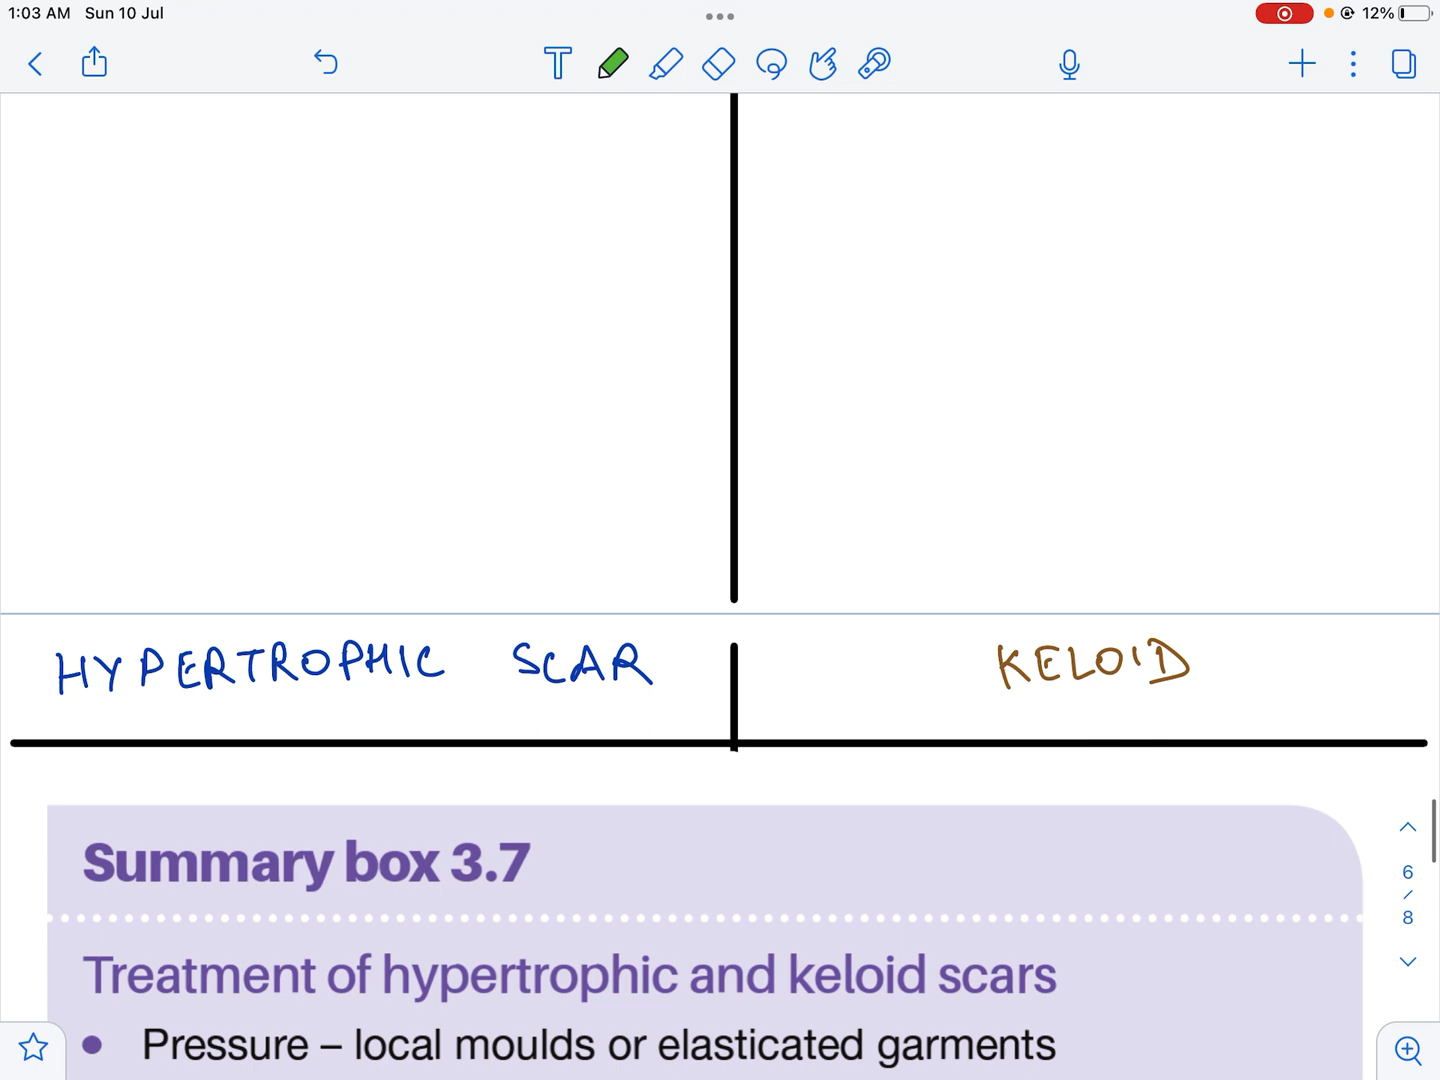 1:03 AM Sun 10 Jul
12%
T
HYPERTROPHIC SCAR
KELOID
Summary box 3.7
Treatment of hypertrophic and keloid scars
• Pressure – local moulds or elasticated garments
6
/
8